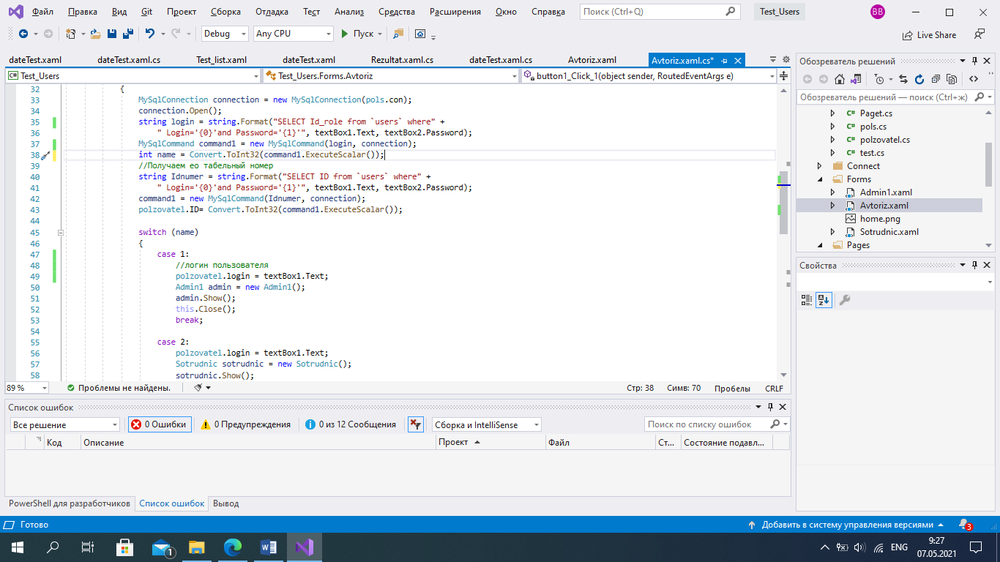 Файл Правка Вид Git Проект Сборка Отладка Тест Анализ Средства Расширения Окно Справка Поиск (Ctrl+Q) Test_Users BB
Debug Any CPU Пуск Live Share
dateTest.xaml dateTest.xaml.cs Test_list.xaml dateTest.xaml Rezultat.xaml.cs dateTest.xaml.cs Avtoriz.xaml Avtoriz.xaml.cs*
C# Test_Users Test_Users.Forms.Avtoriz button1_Click_1(object sender, RoutedEventArgs e)
32 {
33 MySqlConnection connection = new MySqlConnection(pols.con);
34 connection.Open();
35 string login = string.Format("SELECT Id_role from `users` where" +
36 " Login='{0}'and Password='{1}'", textBox1.Text, textBox2.Password);
37 MySqlCommand command1 = new MySqlCommand(login, connection);
38 int name = Convert.ToInt32(command1.ExecuteScalar());
39 //Получаем ео табельный номер
40 string Idnumer = string.Format("SELECT ID from `users` where" +
41 " Login='{0}'and Password='{1}'", textBox1.Text, textBox2.Password);
42 command1 = new MySqlCommand(Idnumer, connection);
43 polzovatel.ID= Convert.ToInt32(command1.ExecuteScalar());
44
45 switch (name)
46 {
47 case 1:
48 //логин пользователя
49 polzovatel.login = textBox1.Text;
50 Admin1 admin = new Admin1();
51 admin.Show();
52 this.Close();
53 break;
54
55 case 2:
56 polzovatel.login = textBox1.Text;
57 Sotrudnic sotrudnic = new Sotrudnic();
58 sotrudnic.Show();
89 % Проблемы не найдены. Стр: 38 Симв: 70 Пробелы CRLF
Список ошибок
Все решение 0 Ошибки 0 Предупреждения 0 из 12 Сообщения Сборка и IntelliSense Поиск по списку ошибок
Код Описание Проект Файл Ст... Состояние подавл...
PowerShell для разработчиков Список ошибок Вывод
Обозреватель решений
Обозреватель решений — поиск (Ctrl+ж)
C# Paget.cs
C# pols.cs
C# polzovatel.cs
C# test.cs
Connect
Forms
Admin1.xaml
Avtoriz.xaml
home.png
Sotrudnic.xaml
Pages
Свойства
Готово Добавить в систему управления версиями 3
1 ENG 9:27
07.05.2021